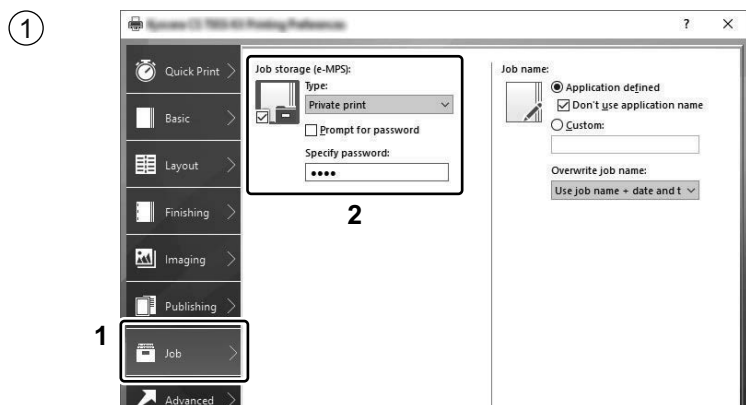 1
? ×
Quick Print
Basic
Layout
Finishing
Imaging
Publishing
1
Job
Advanced
Job storage (e-MPS):
Type:
Private print
Prompt for password
Specify password:
••••
2
Job name:
Application defined
Don't use application name
Custom:
Overwrite job name:
Use job name + date and t